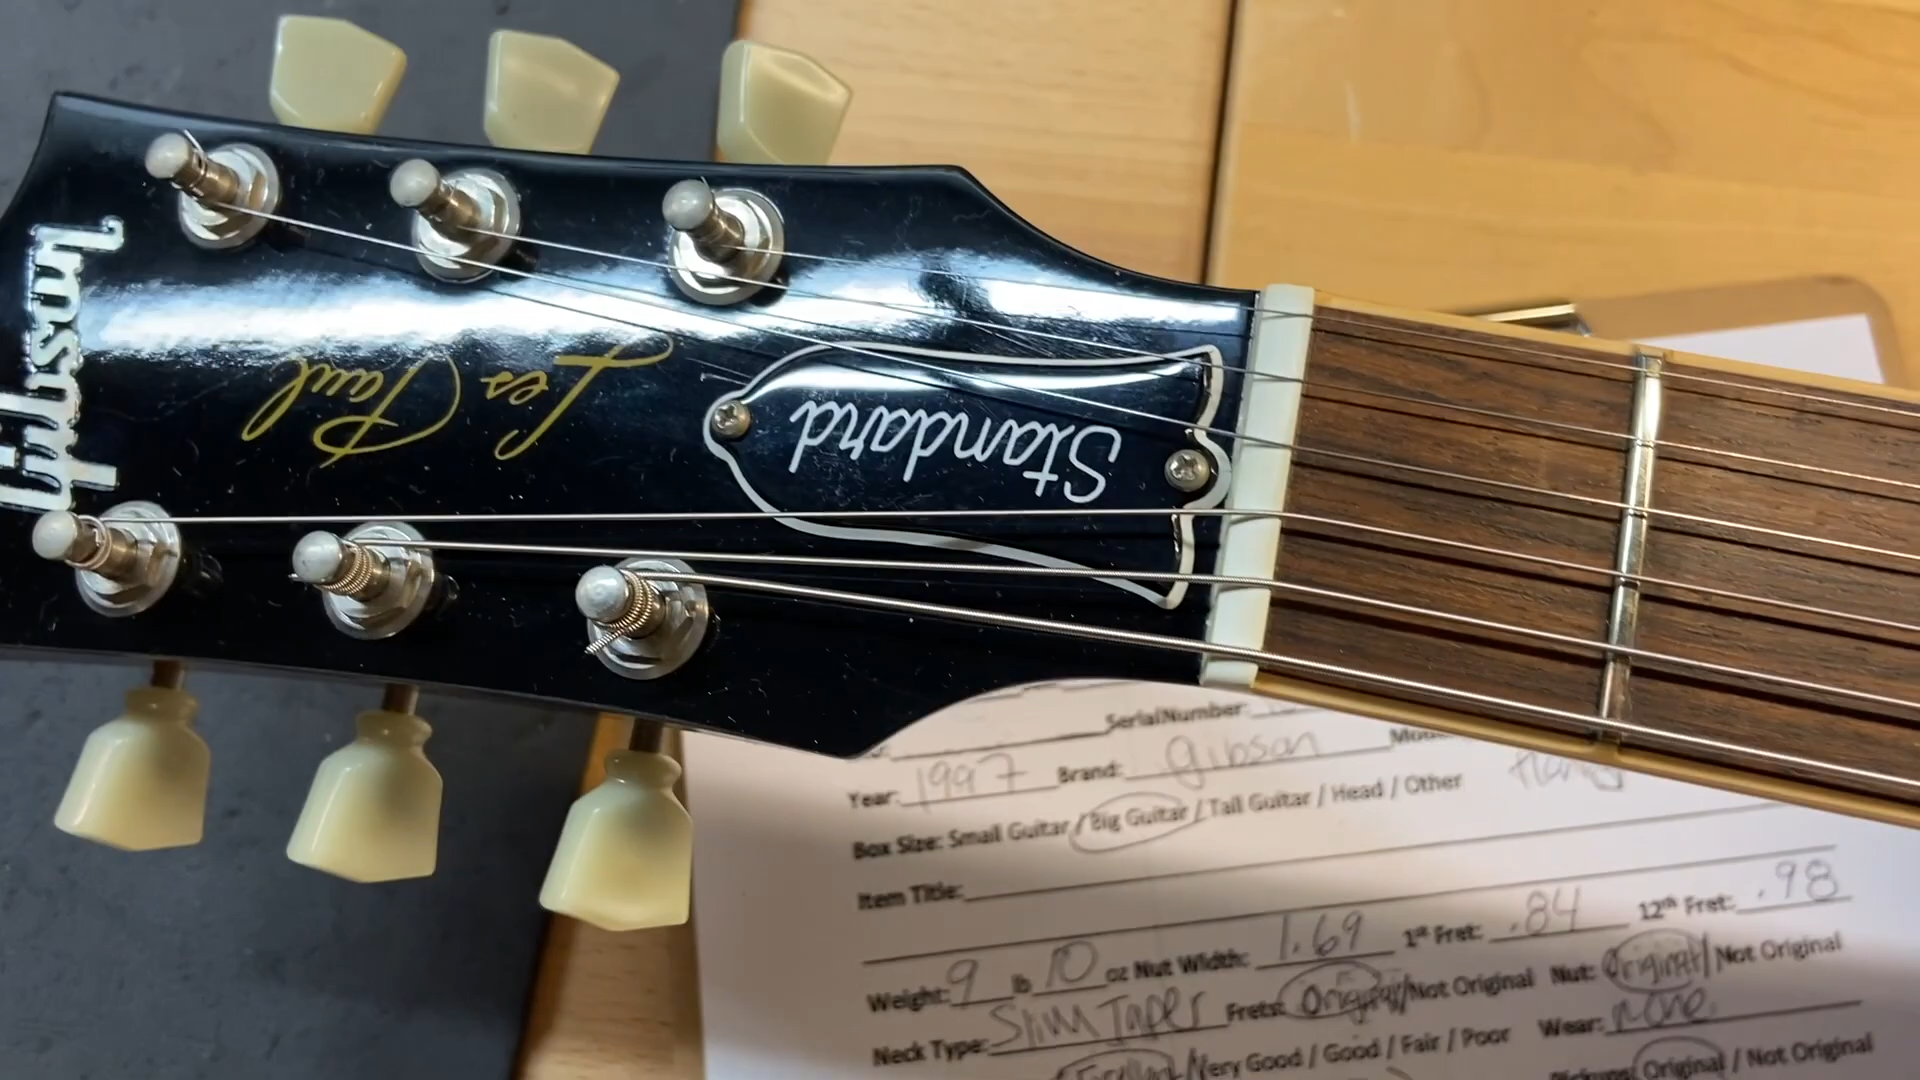 Gibson
Les Paul
Standard
SerialNumber:
Year: 1997 Brand: Gibson
Box Size: Small Guitar / Big Guitar / Tall Guitar / Head / Other
Item Title:
Weight: 9 lb 10 oz Nut Width: 1.69 1st Fret: .84 12th Fret: .98
Neck Type: Slim Taper Frets: Original/Not Original Nut: Original/Not Original
Excellent/Very Good / Good / Fair / Poor Wear: None
Pickups: Original / Not Original